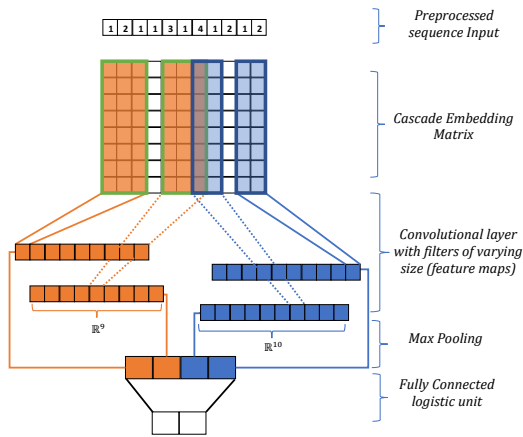 Preprocessed
sequence Input
1 2 1 1 3 1 4 1 2 1 2
Cascade Embedding
Matrix
Convolutional layer
with filters of varying
size (feature maps)
ℝ⁹
ℝ¹⁰
Max Pooling
Fully Connected
logistic unit